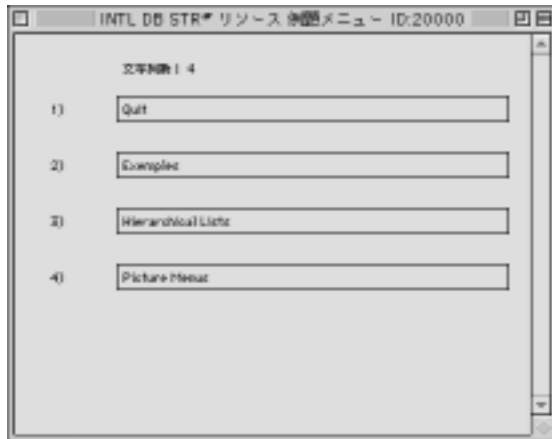 INTL DB STR# リソース 例題メニュー ID:20000
文字列数: 4
1) Quit
2) Examples
3) Hierarchical Lists
4) Picture Menus